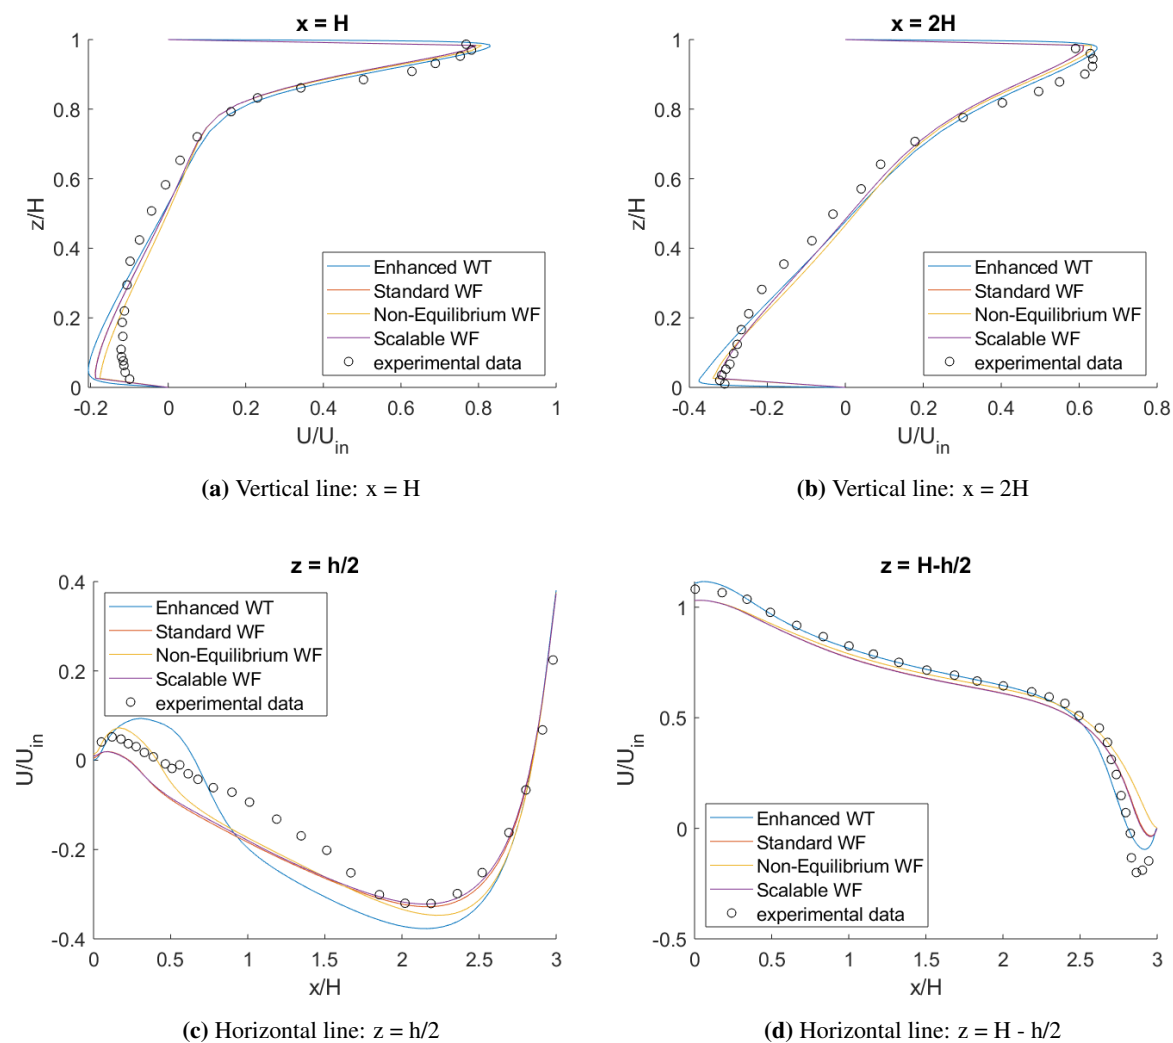 x = H
1
0.8
0.6
0.4
0.2
0
z/H
-0.2 0 0.2 0.4 0.6 0.8 1
U/Uin
Enhanced WT
Standard WF
Non-Equilibrium WF
Scalable WF
experimental data
(a) Vertical line: x = H
x = 2H
1
0.8
0.6
0.4
0.2
0
z/H
-0.4 -0.2 0 0.2 0.4 0.6 0.8
U/Uin
Enhanced WT
Standard WF
Non-Equilibrium WF
Scalable WF
experimental data
(b) Vertical line: x = 2H
z = h/2
0.4
0.2
0
-0.2
-0.4
U/Uin
0 0.5 1 1.5 2 2.5 3
x/H
Enhanced WT
Standard WF
Non-Equilibrium WF
Scalable WF
experimental data
(c) Horizontal line: z = h/2
z = H-h/2
1
0.5
0
-0.5
U/Uin
0 0.5 1 1.5 2 2.5 3
x/H
Enhanced WT
Standard WF
Non-Equilibrium WF
Scalable WF
experimental data
(d) Horizontal line: z = H - h/2